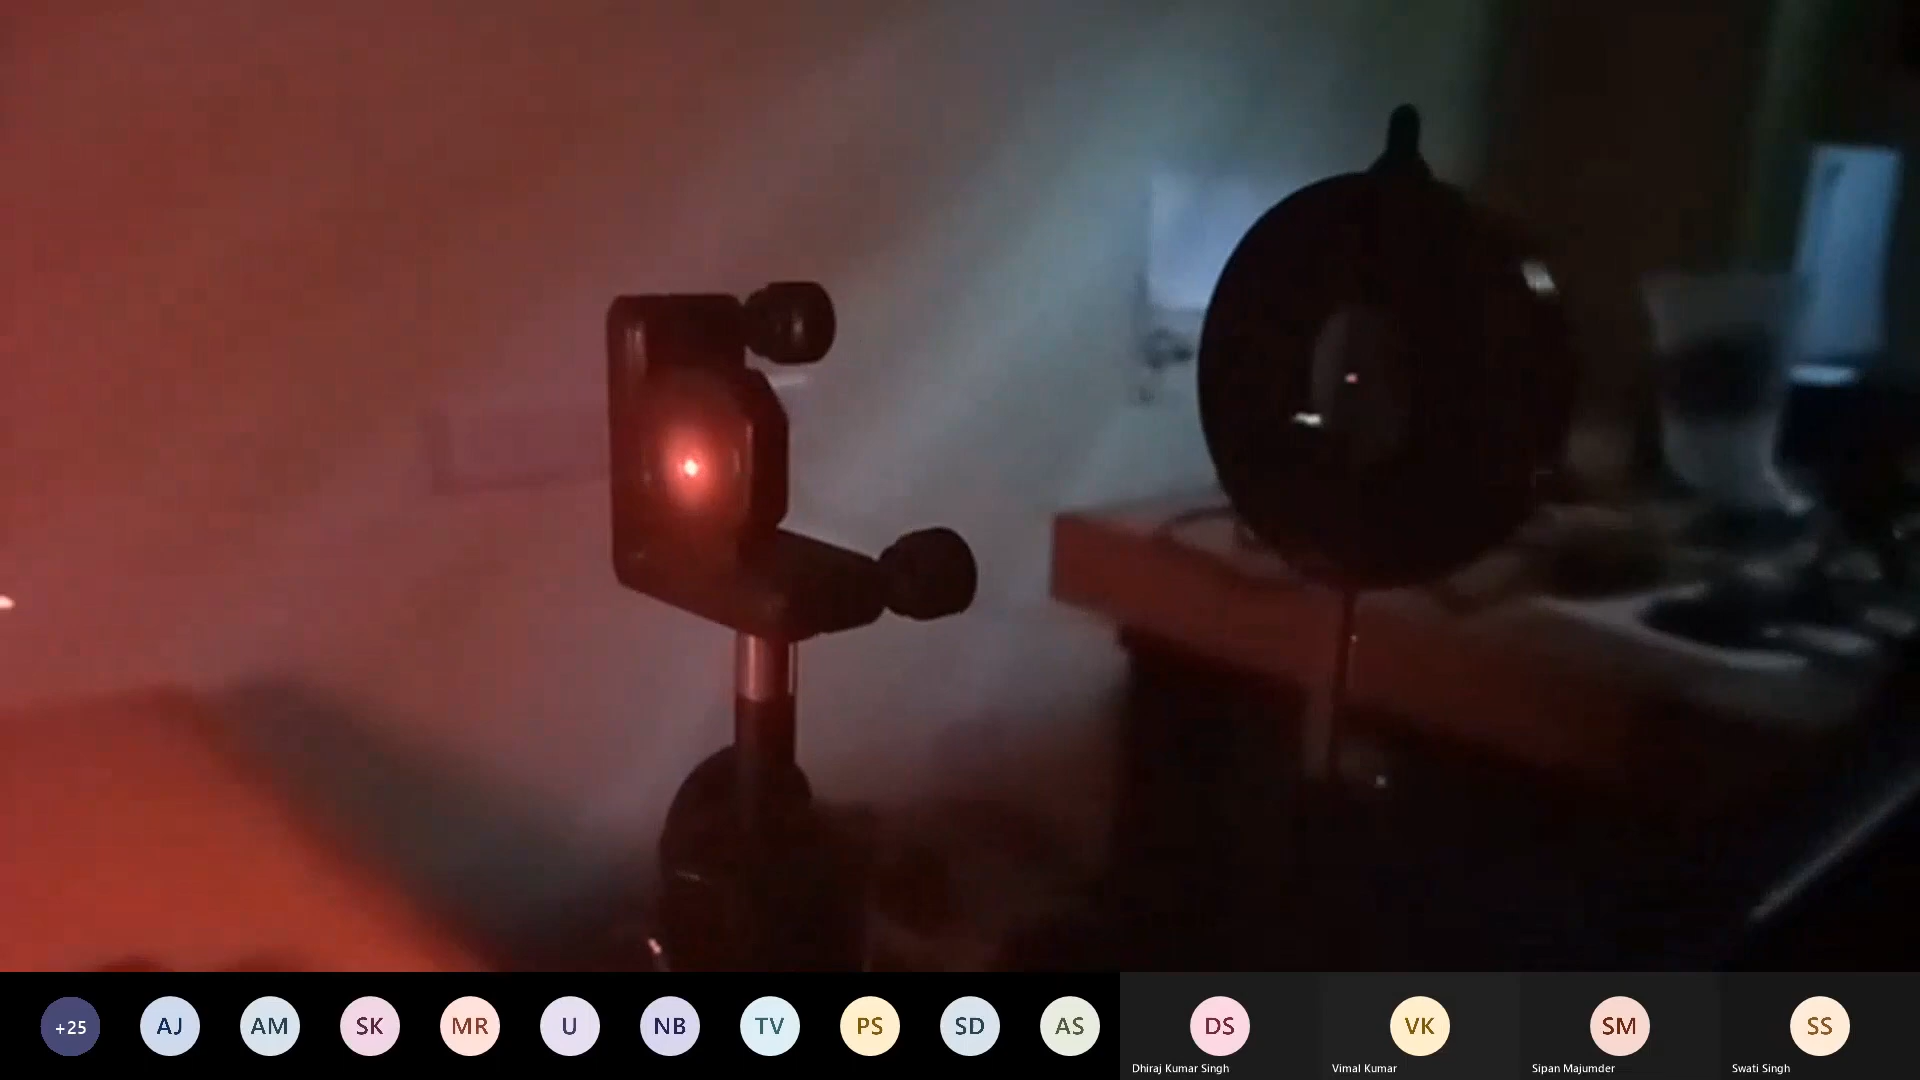 +25
AJ
AM
SK
MR
U
NB
TV
PS
SD
AS
DS
VK
SM
SS
Dhiraj Kumar Singh
Vimal Kumar
Sipan Majumder
Swati Singh